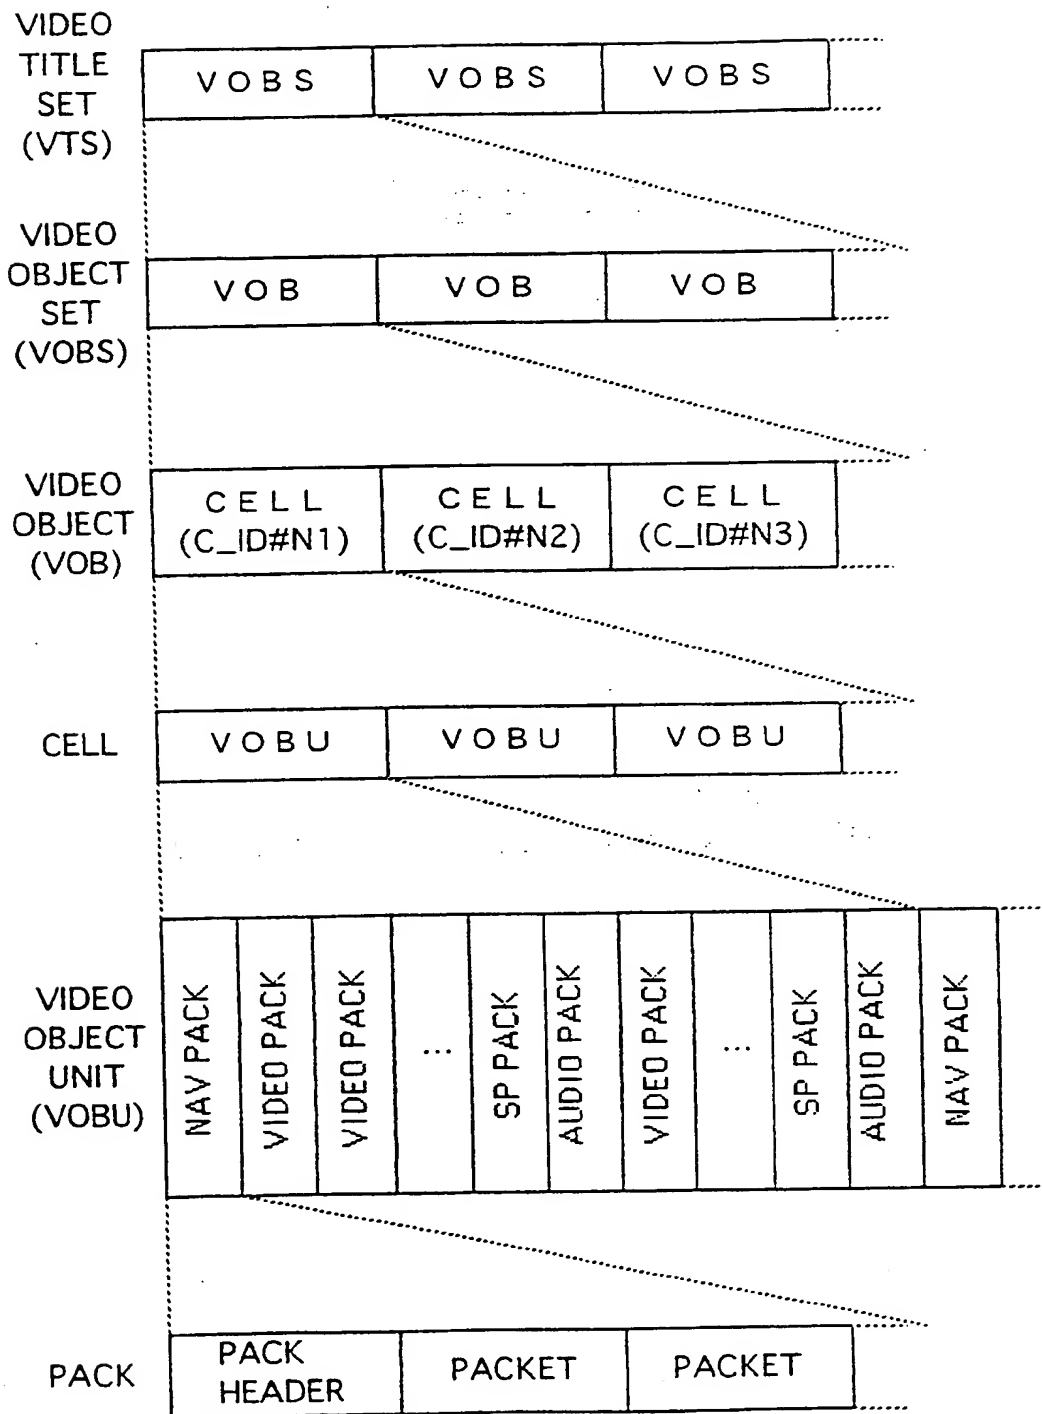 VIDEO
TITLE
SET
(VTS)
VOBS VOBS VOBS
VIDEO
OBJECT
SET
(VOBS)
VOB VOB VOB
VIDEO
OBJECT
(VOB)
CELL
(C_ID#N1)
CELL
(C_ID#N2)
CELL
(C_ID#N3)
CELL
VOBU VOBU VOBU
VIDEO
OBJECT
UNIT
(VOBU)
NAV PACK
VIDEO PACK
VIDEO PACK
...
SP PACK
AUDIO PACK
VIDEO PACK
...
SP PACK
AUDIO PACK
NAV PACK
PACK
PACK
HEADER
PACKET
PACKET